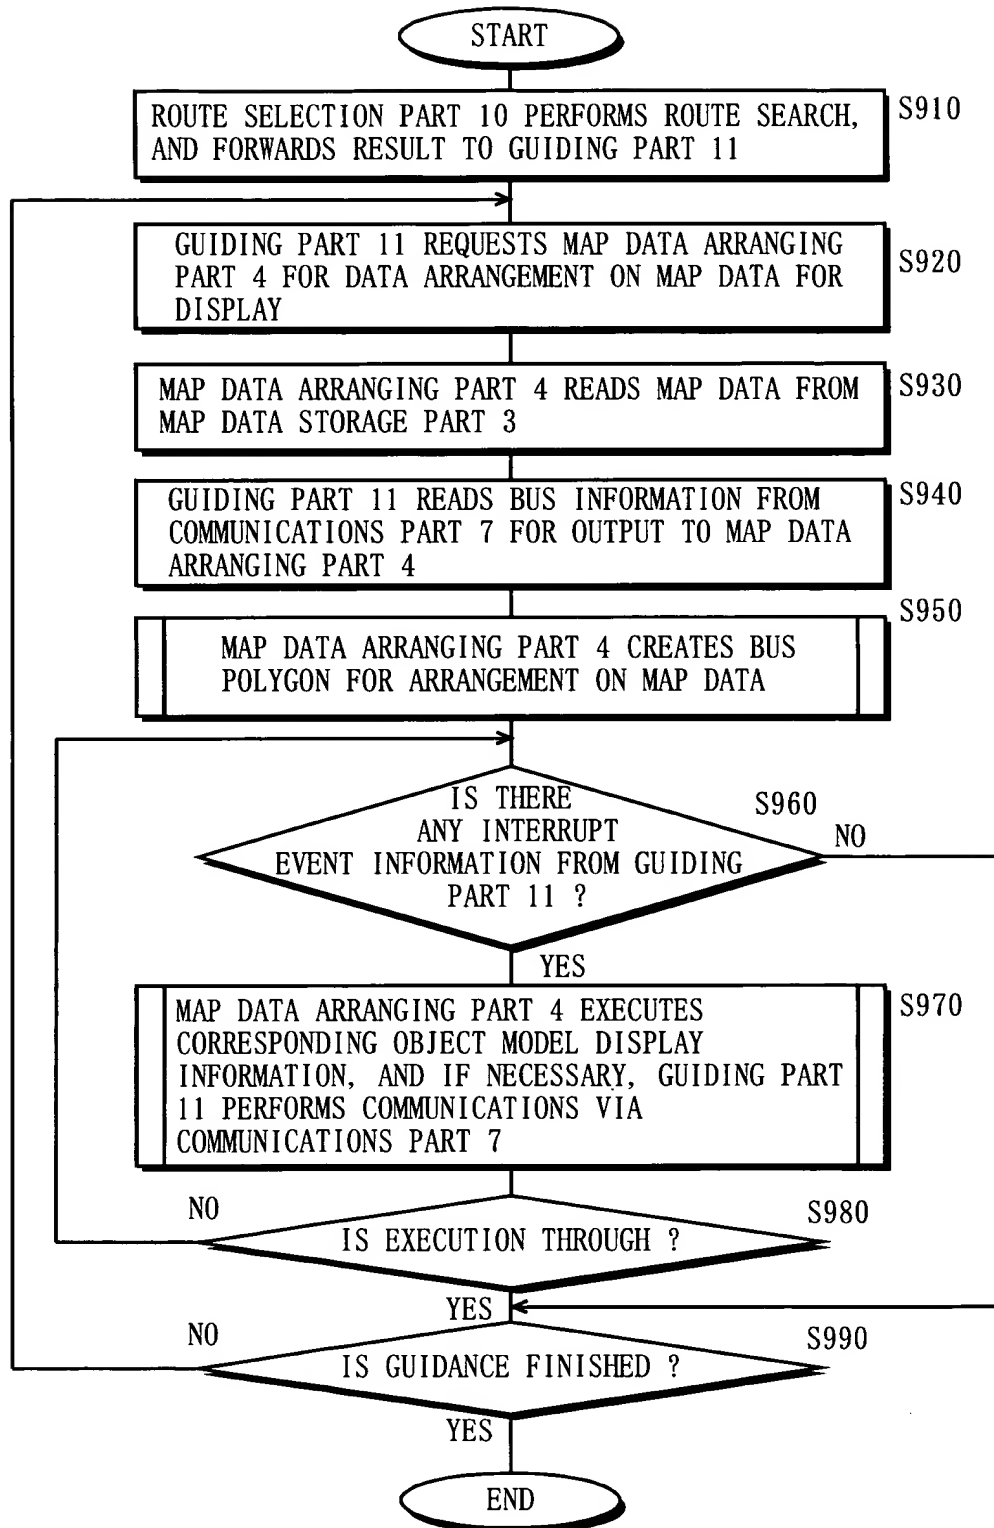 START
ROUTE SELECTION PART 10 PERFORMS ROUTE SEARCH,
AND FORWARDS RESULT TO GUIDING PART 11
S910
GUIDING PART 11 REQUESTS MAP DATA ARRANGING
PART 4 FOR DATA ARRANGEMENT ON MAP DATA FOR
DISPLAY
S920
MAP DATA ARRANGING PART 4 READS MAP DATA FROM
MAP DATA STORAGE PART 3
S930
GUIDING PART 11 READS BUS INFORMATION FROM
COMMUNICATIONS PART 7 FOR OUTPUT TO MAP DATA
ARRANGING PART 4
S940
S950
MAP DATA ARRANGING PART 4 CREATES BUS
POLYGON FOR ARRANGEMENT ON MAP DATA
IS THERE
ANY INTERRUPT
EVENT INFORMATION FROM GUIDING
PART 11 ?
S960
NO
YES
MAP DATA ARRANGING PART 4 EXECUTES
CORRESPONDING OBJECT MODEL DISPLAY
INFORMATION, AND IF NECESSARY, GUIDING PART
11 PERFORMS COMMUNICATIONS VIA
COMMUNICATIONS PART 7
S970
NO
IS EXECUTION THROUGH ?
S980
YES
NO
IS GUIDANCE FINISHED ?
S990
YES
END